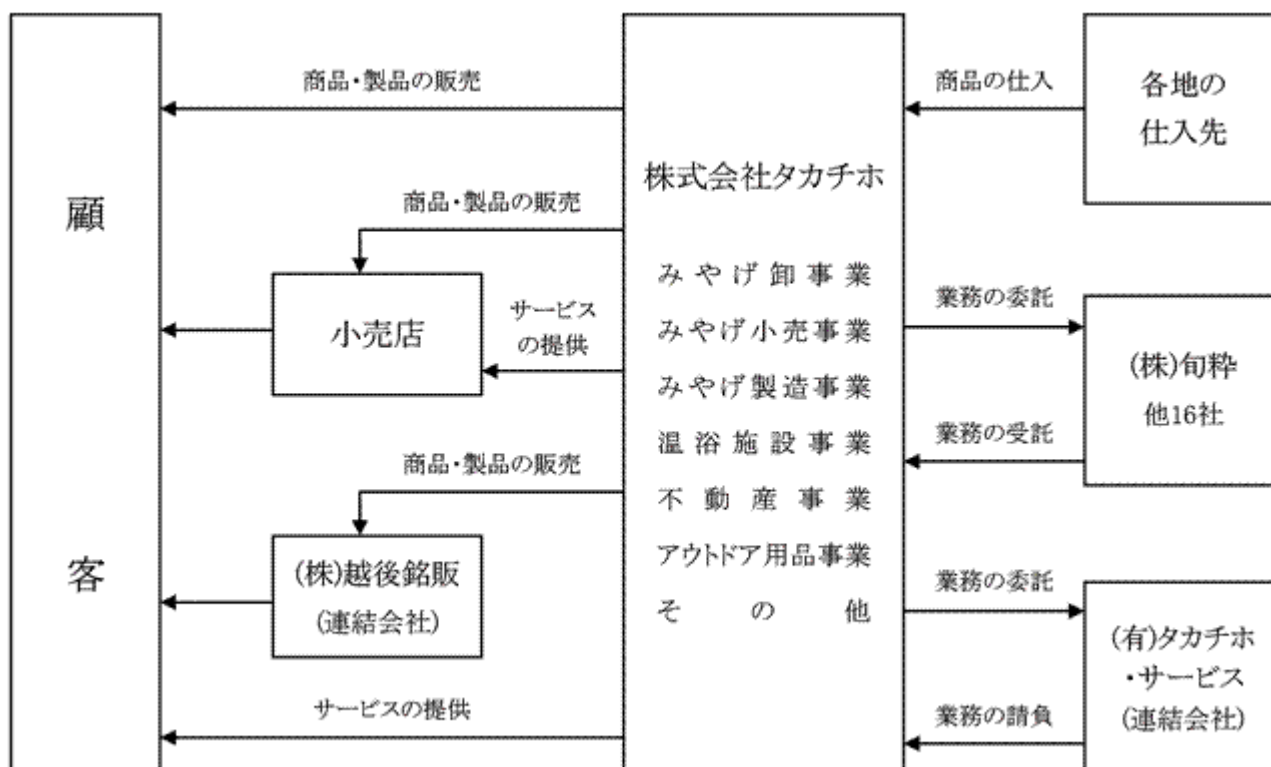 顧
客
商品・製品の販売
商品・製品の販売
小売店
サービス
の提供
商品・製品の販売
(株)越後銘販
(連結会社)
サービスの提供
株式会社タカチホ
みやげ卸事業
みやげ小売事業
みやげ製造事業
温浴施設事業
不動産事業
アウトドア用品事業
その他
商品の仕入
各地の
仕入先
業務の委託
(株)旬粋
他16社
業務の受託
業務の委託
(有)タカチホ
・サービス
(連結会社)
業務の請負